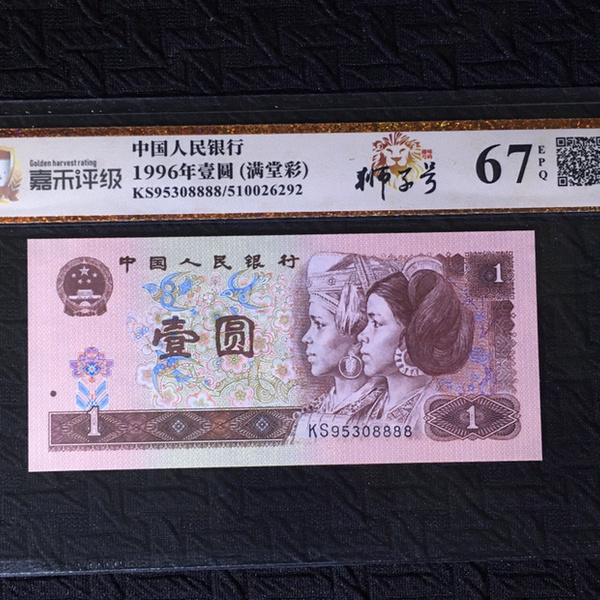 Golden harvest rating
嘉禾评级
中国人民银行
1996年壹圆 (满堂彩)
KS95308888/510026292
狮子号
67
EPQ
中国人民银行
1
壹圆
1
KS95308888
1